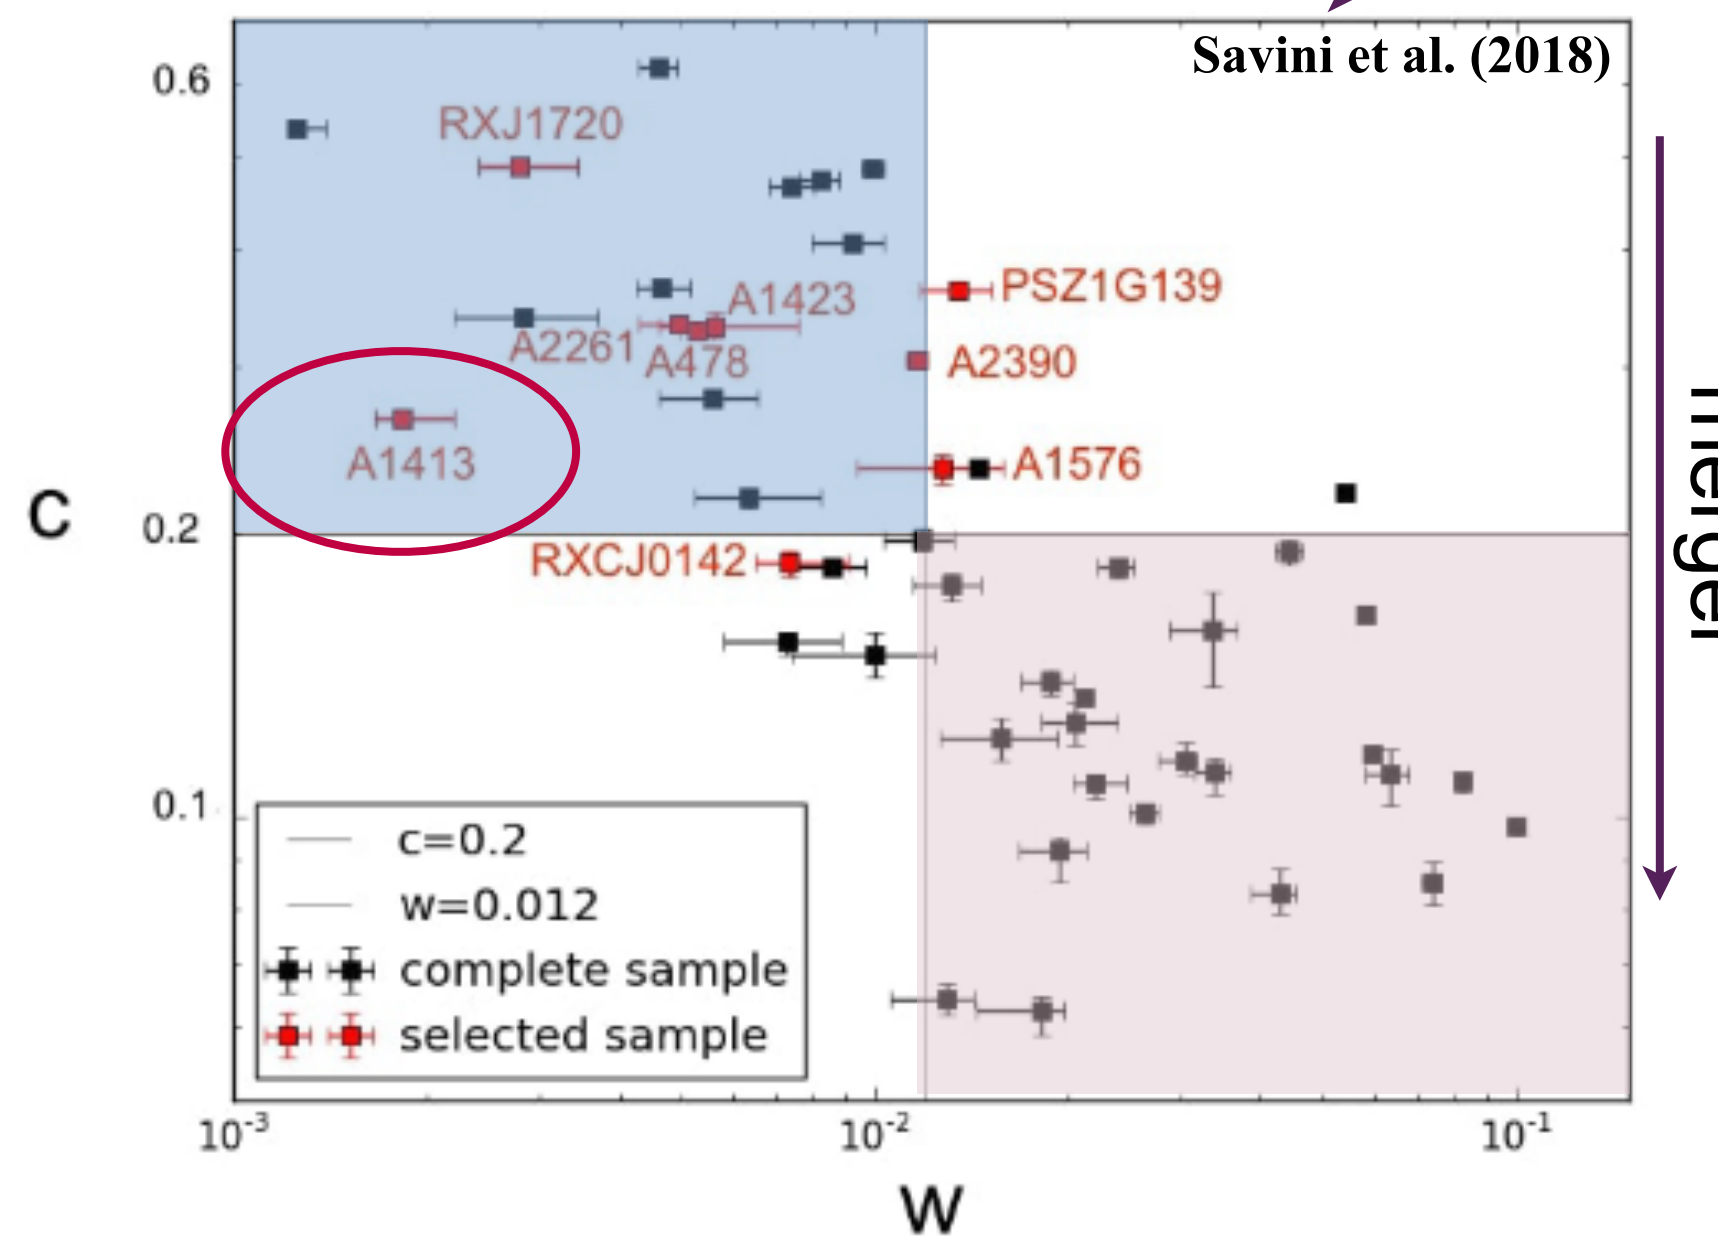 Savini et al. (2018)
0.6
RXJ1720
PSZ1G139
A1423
A2261
A478
A2390
A1413
A1576
C
0.2
RXCJ0142
merger
0.1
c=0.2
w=0.012
complete sample
selected sample
10⁻³
10⁻²
10⁻¹
W